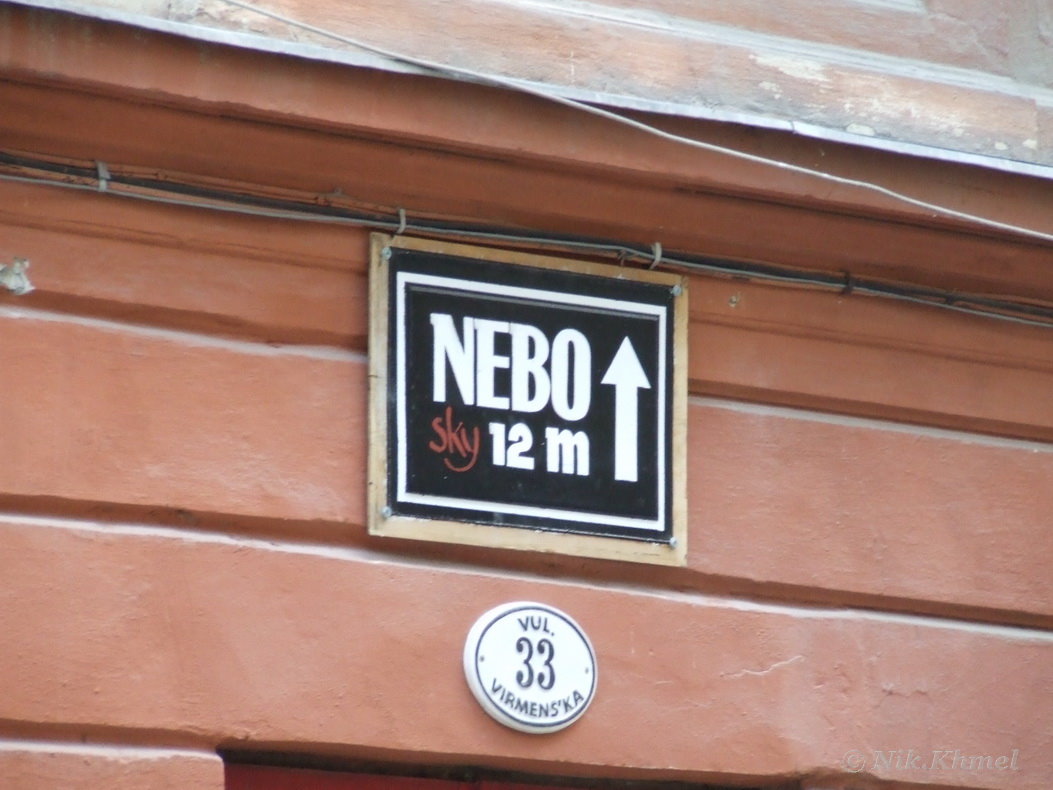 NEBO
sky 12 m
VUL.
33
VIRMENS'KA
© Nik.Khmel